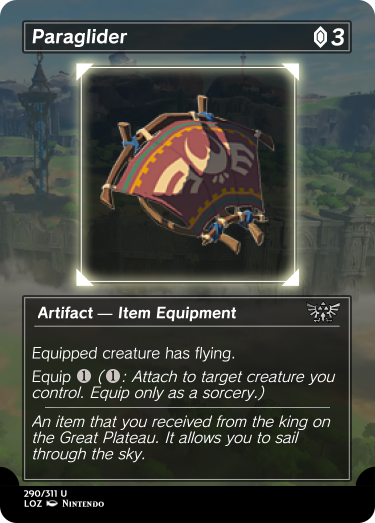 Paraglider 3
Artifact — Item Equipment
Equipped creature has flying.
Equip 1 (1: Attach to target creature you
control. Equip only as a sorcery.)
An item that you received from the king on
the Great Plateau. It allows you to sail
through the sky.
290/311 U
LOZ Nintendo